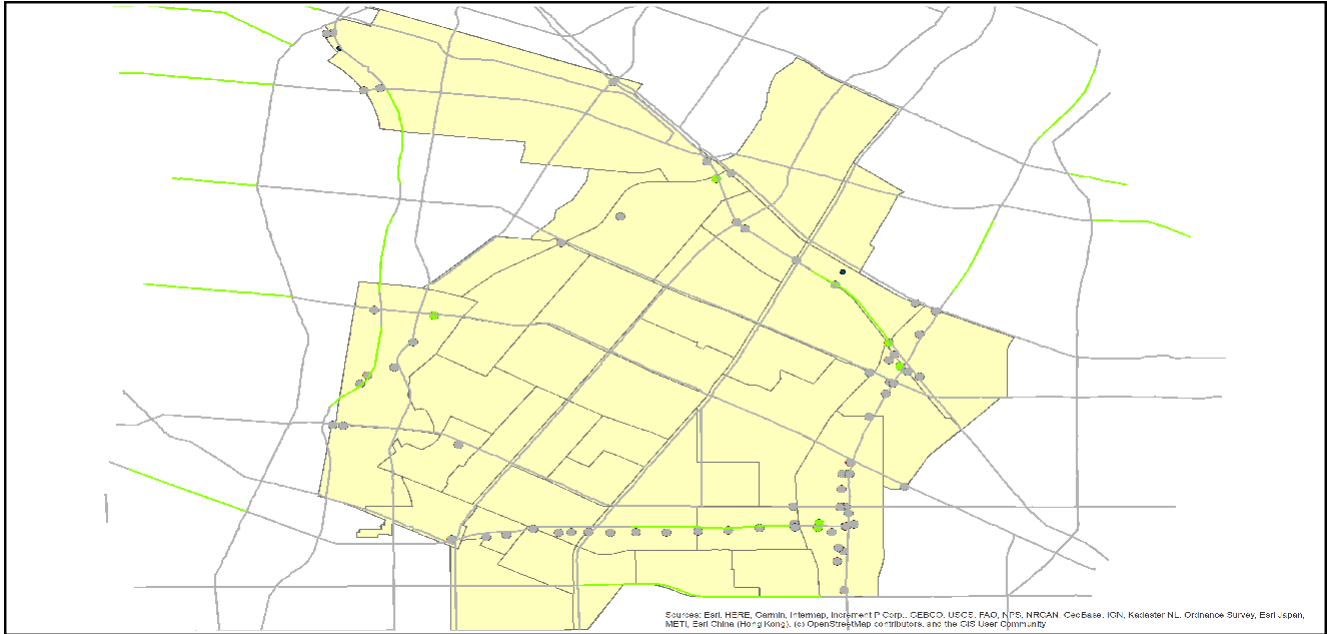 Sources: Esri, HERE, Garmin, Intermap, Increment P Corp., GEBCO, USGS, FAO, NPS, NRCAN, GeoBase, IGN, Kadaster NL, Ordnance Survey, Esri Japan,
METI, Esri China (Hong Kong), (c) OpenStreetMap contributors, and the GIS User Community